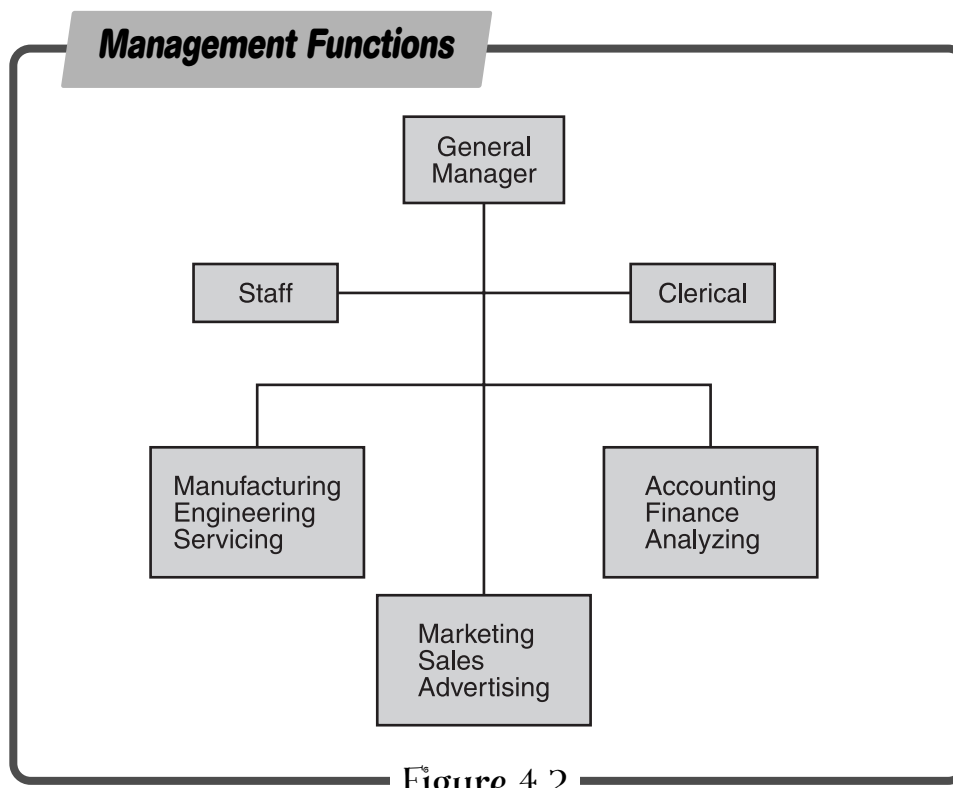 Management Functions
General
Manager
Staff
Clerical
Manufacturing
Engineering
Servicing
Accounting
Finance
Analyzing
Marketing
Sales
Advertising
Figure 4.2